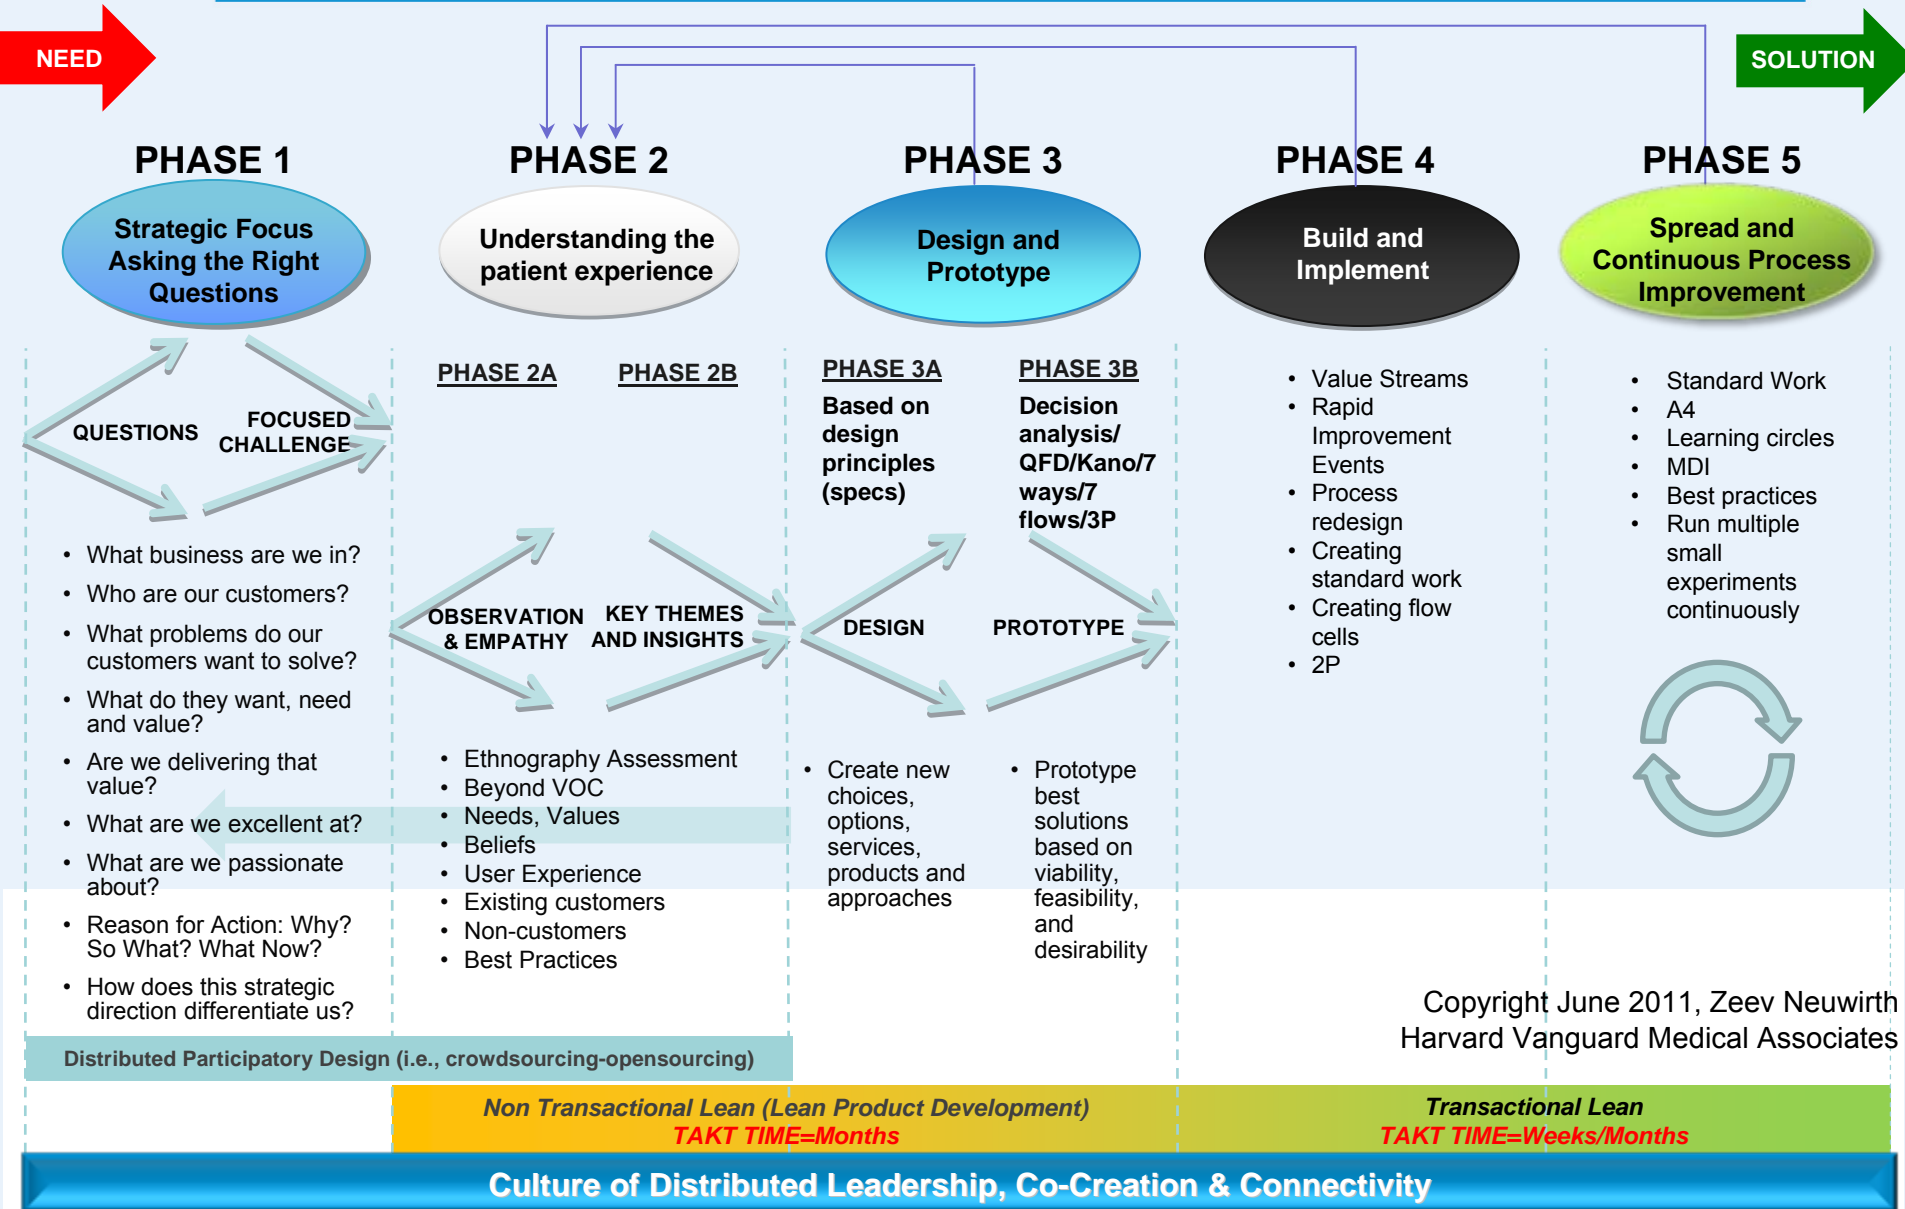 NEED
SOLUTION
PHASE 1
PHASE 2
PHASE 3
PHASE 4
PHASE 5
Strategic Focus
Asking the Right
Questions
Understanding the
patient experience
Design and
Prototype
Build and
Implement
Spread and
Continuous Process
Improvement
QUESTIONS
FOCUSED
CHALLENGE
• What business are we in?
• Who are our customers?
• What problems do our
customers want to solve?
• What do they want, need
and value?
• Are we delivering that
value?
• What are we excellent at?
• What are we passionate
about?
• Reason for Action: Why?
So What? What Now?
• How does this strategic
direction differentiate us?
PHASE 2A
PHASE 2B
OBSERVATION
& EMPATHY
KEY THEMES
AND INSIGHTS
• Ethnography Assessment
• Beyond VOC
• Needs, Values
• Beliefs
• User Experience
• Existing customers
• Non-customers
• Best Practices
PHASE 3A
Based on
design
principles
(specs)
PHASE 3B
Decision
analysis/
QFD/Kano/7
ways/7
flows/3P
DESIGN
PROTOTYPE
• Create new
choices,
options,
services,
products and
approaches
• Prototype
best
solutions
based on
viability,
feasibility,
and
desirability
• Value Streams
• Rapid
Improvement
Events
• Process
redesign
• Creating
standard work
• Creating flow
cells
• 2P
• Standard Work
• A4
• Learning circles
• MDI
• Best practices
• Run multiple
small
experiments
continuously
Copyright June 2011, Zeev Neuwirth
Harvard Vanguard Medical Associates
Distributed Participatory Design (i.e., crowdsourcing-opensourcing)
Non Transactional Lean (Lean Product Development)
TAKT TIME=Months
Transactional Lean
TAKT TIME=Weeks/Months
Culture of Distributed Leadership, Co-Creation & Connectivity